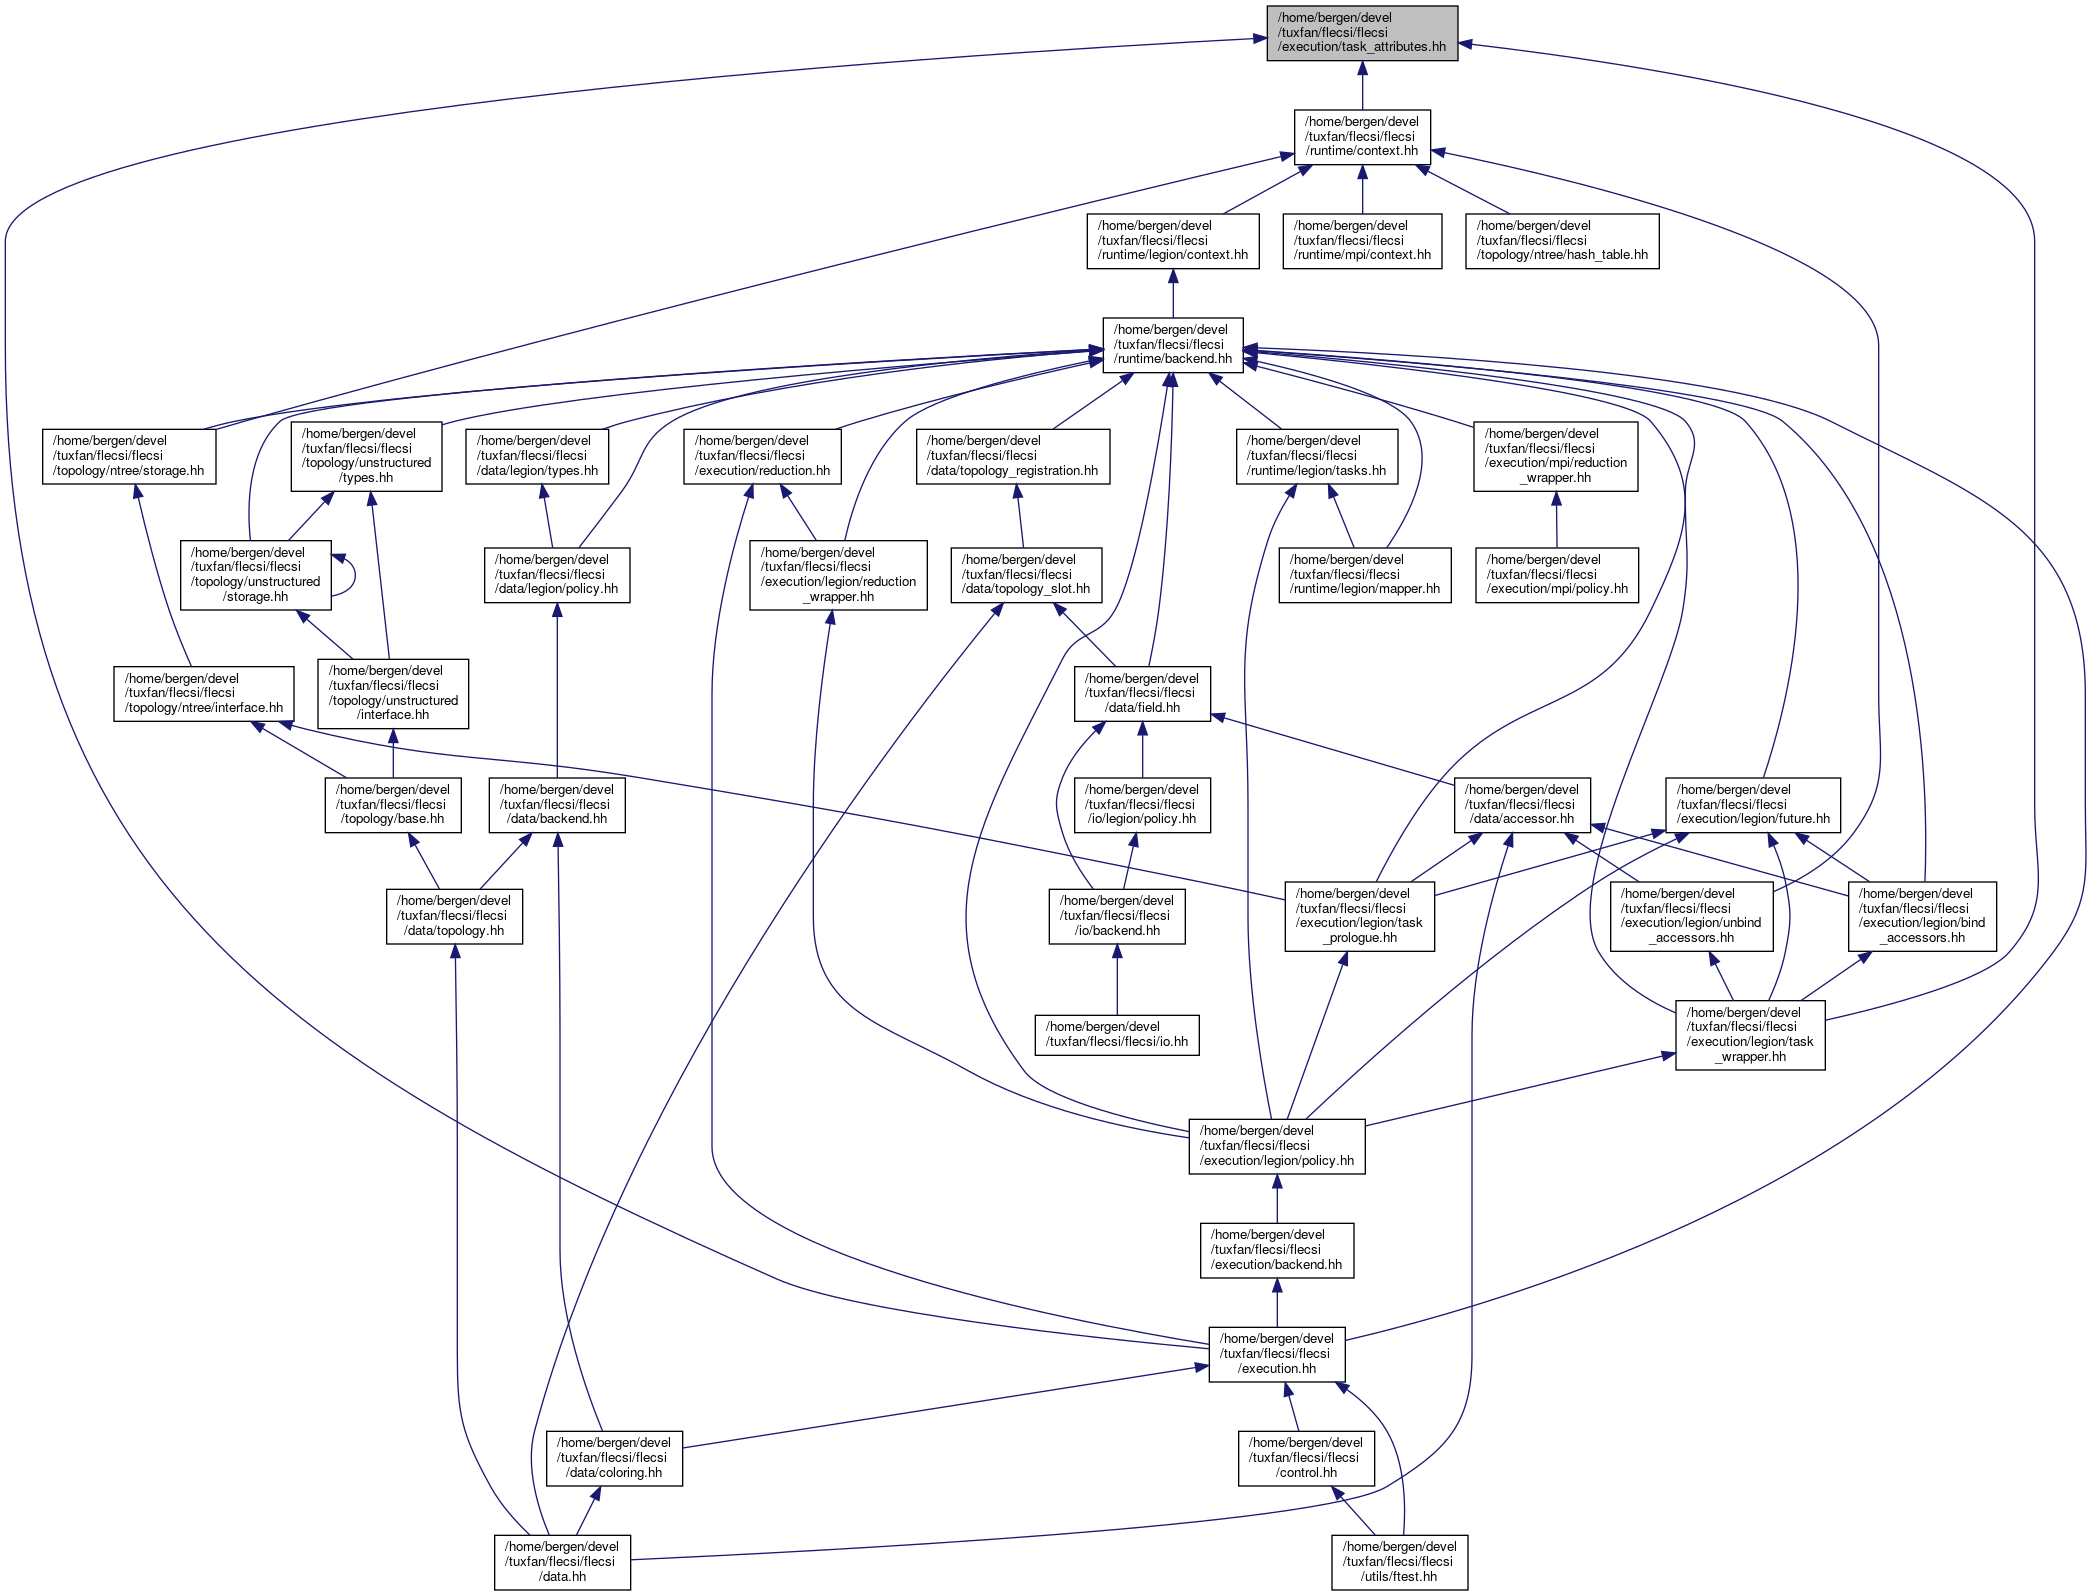 /home/bergen/devel
/tuxfan/flecsi/flecsi
/execution/task_attributes.hh
/home/bergen/devel
/tuxfan/flecsi/flecsi
/runtime/context.hh
/home/bergen/devel
/tuxfan/flecsi/flecsi
/runtime/legion/context.hh
/home/bergen/devel
/tuxfan/flecsi/flecsi
/runtime/mpi/context.hh
/home/bergen/devel
/tuxfan/flecsi/flecsi
/topology/ntree/hash_table.hh
/home/bergen/devel
/tuxfan/flecsi/flecsi
/runtime/backend.hh
/home/bergen/devel
/tuxfan/flecsi/flecsi
/topology/ntree/storage.hh
/home/bergen/devel
/tuxfan/flecsi/flecsi
/topology/unstructured
/types.hh
/home/bergen/devel
/tuxfan/flecsi/flecsi
/data/legion/types.hh
/home/bergen/devel
/tuxfan/flecsi/flecsi
/execution/reduction.hh
/home/bergen/devel
/tuxfan/flecsi/flecsi
/data/topology_registration.hh
/home/bergen/devel
/tuxfan/flecsi/flecsi
/runtime/legion/tasks.hh
/home/bergen/devel
/tuxfan/flecsi/flecsi
/execution/mpi/reduction
_wrapper.hh
/home/bergen/devel
/tuxfan/flecsi/flecsi
/topology/unstructured
/storage.hh
/home/bergen/devel
/tuxfan/flecsi/flecsi
/data/legion/policy.hh
/home/bergen/devel
/tuxfan/flecsi/flecsi
/execution/legion/reduction
_wrapper.hh
/home/bergen/devel
/tuxfan/flecsi/flecsi
/data/topology_slot.hh
/home/bergen/devel
/tuxfan/flecsi/flecsi
/runtime/legion/mapper.hh
/home/bergen/devel
/tuxfan/flecsi/flecsi
/execution/mpi/policy.hh
/home/bergen/devel
/tuxfan/flecsi/flecsi
/topology/ntree/interface.hh
/home/bergen/devel
/tuxfan/flecsi/flecsi
/topology/unstructured
/interface.hh
/home/bergen/devel
/tuxfan/flecsi/flecsi
/data/field.hh
/home/bergen/devel
/tuxfan/flecsi/flecsi
/topology/base.hh
/home/bergen/devel
/tuxfan/flecsi/flecsi
/data/backend.hh
/home/bergen/devel
/tuxfan/flecsi/flecsi
/io/legion/policy.hh
/home/bergen/devel
/tuxfan/flecsi/flecsi
/data/accessor.hh
/home/bergen/devel
/tuxfan/flecsi/flecsi
/execution/legion/future.hh
/home/bergen/devel
/tuxfan/flecsi/flecsi
/data/topology.hh
/home/bergen/devel
/tuxfan/flecsi/flecsi
/io/backend.hh
/home/bergen/devel
/tuxfan/flecsi/flecsi
/execution/legion/task
_prologue.hh
/home/bergen/devel
/tuxfan/flecsi/flecsi
/execution/legion/unbind
_accessors.hh
/home/bergen/devel
/tuxfan/flecsi/flecsi
/execution/legion/bind
_accessors.hh
/home/bergen/devel
/tuxfan/flecsi/flecsi/io.hh
/home/bergen/devel
/tuxfan/flecsi/flecsi
/execution/legion/task
_wrapper.hh
/home/bergen/devel
/tuxfan/flecsi/flecsi
/execution/legion/policy.hh
/home/bergen/devel
/tuxfan/flecsi/flecsi
/execution/backend.hh
/home/bergen/devel
/tuxfan/flecsi/flecsi
/execution.hh
/home/bergen/devel
/tuxfan/flecsi/flecsi
/data/coloring.hh
/home/bergen/devel
/tuxfan/flecsi/flecsi
/control.hh
/home/bergen/devel
/tuxfan/flecsi/flecsi
/data.hh
/home/bergen/devel
/tuxfan/flecsi/flecsi
/utils/ftest.hh